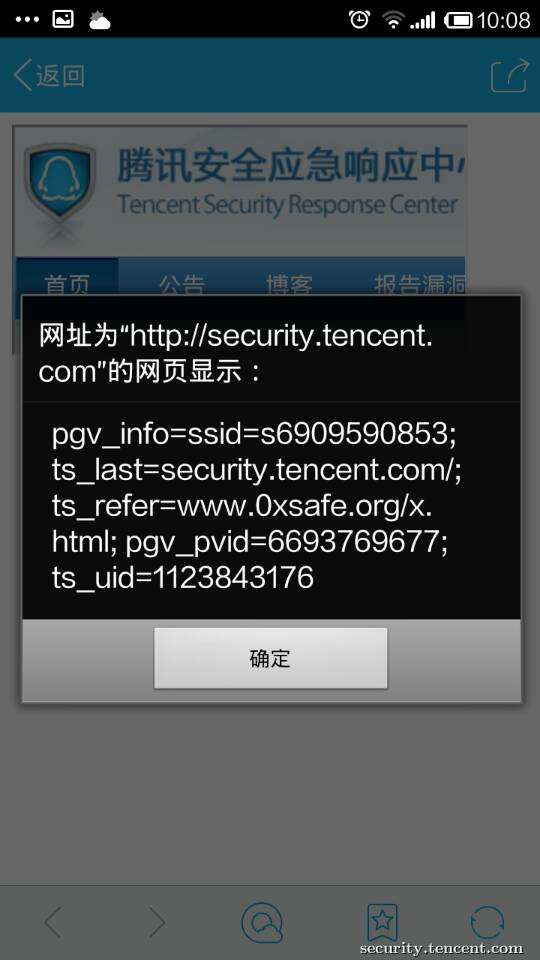 10:08
返回
腾讯安全应急响应中
Tencent Security Response Center
首页 公告 博客 报告漏洞
网址为“http://security.tencent.
com”的网页显示：
pgv_info=ssid=s6909590853;
ts_last=security.tencent.com/;
ts_refer=www.0xsafe.org/x.
html; pgv_pvid=6693769677;
ts_uid=1123843176
确定
security.tencent.com